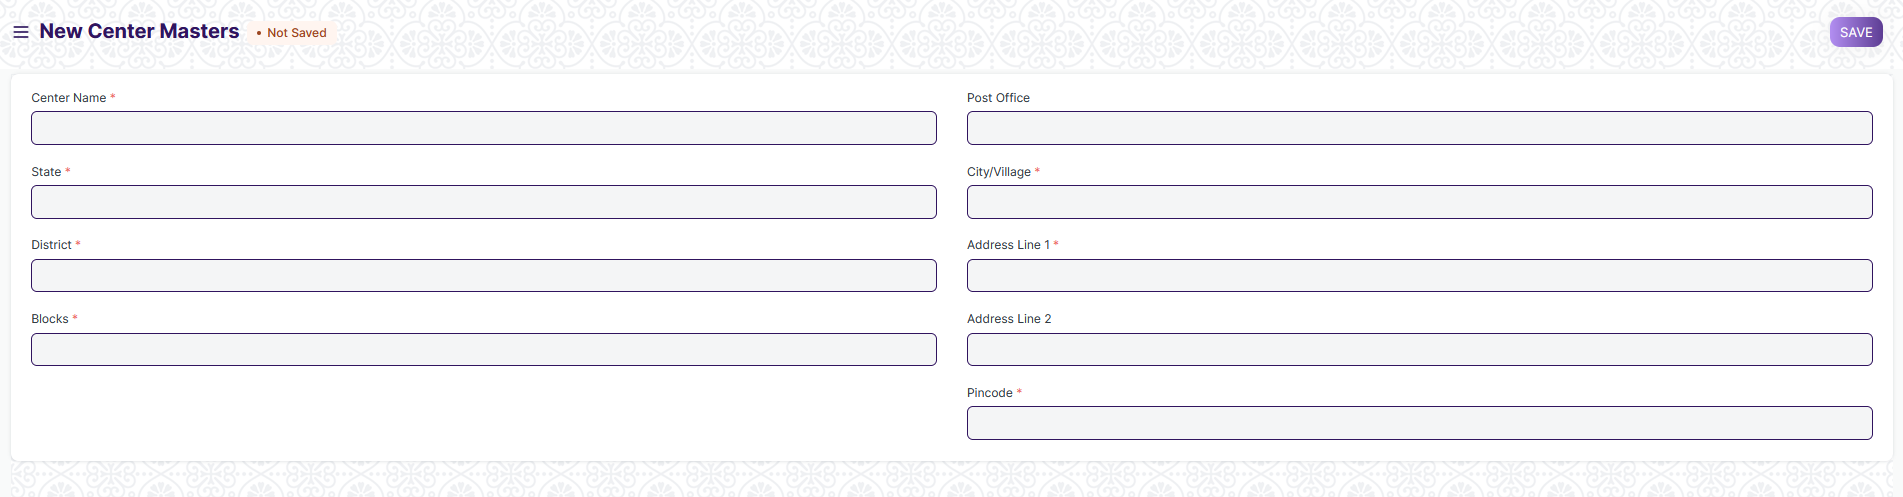 New Center Masters
• Not Saved
SAVE
Center Name *
State *
District *
Blocks *
Post Office
City/Village *
Address Line 1 *
Address Line 2
Pincode *